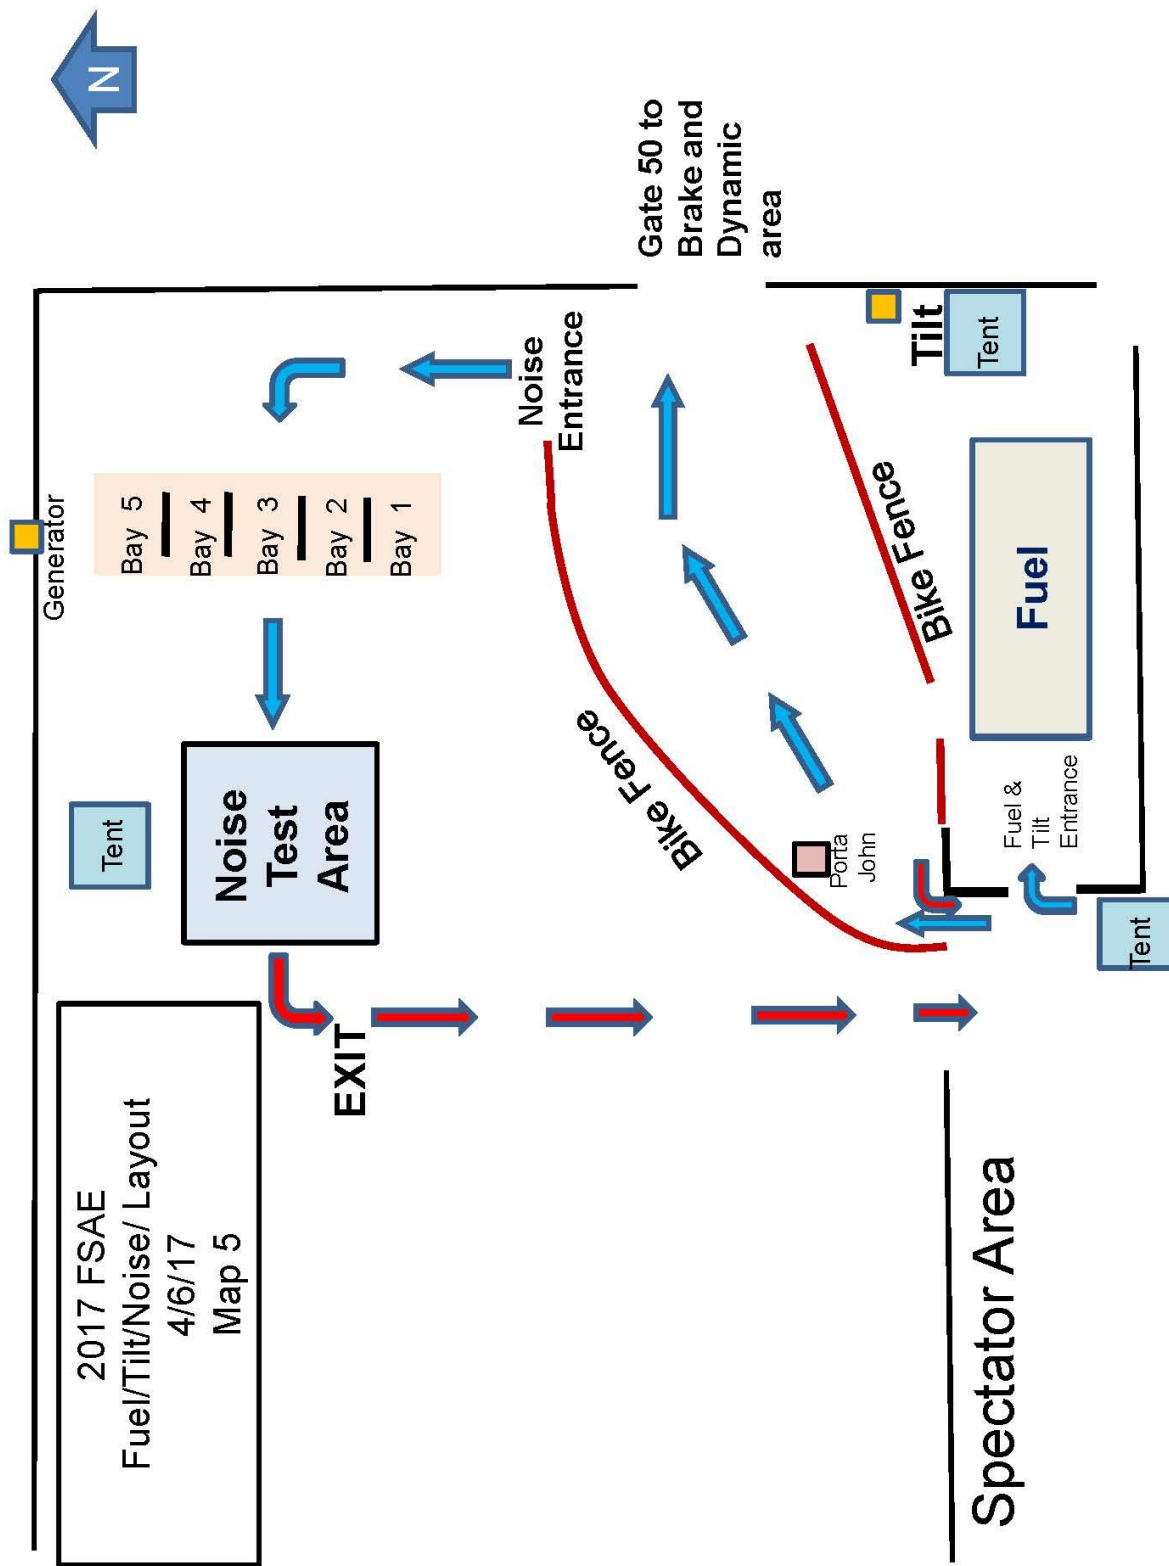 2017 FSAE
Fuel/Tilt/Noise/ Layout
4/6/17
Map 5
Tent
Generator
N
Noise
Test
Area
Bay 5
Bay 4
Bay 3
Bay 2
Bay 1
EXIT
Noise
Entrance
Bike Fence
Gate 50 to
Brake and
Dynamic
area
Porta
John
Bike Fence
Tilt
Tent
Spectator Area
Fuel &
Tilt
Entrance
Fuel
Tent